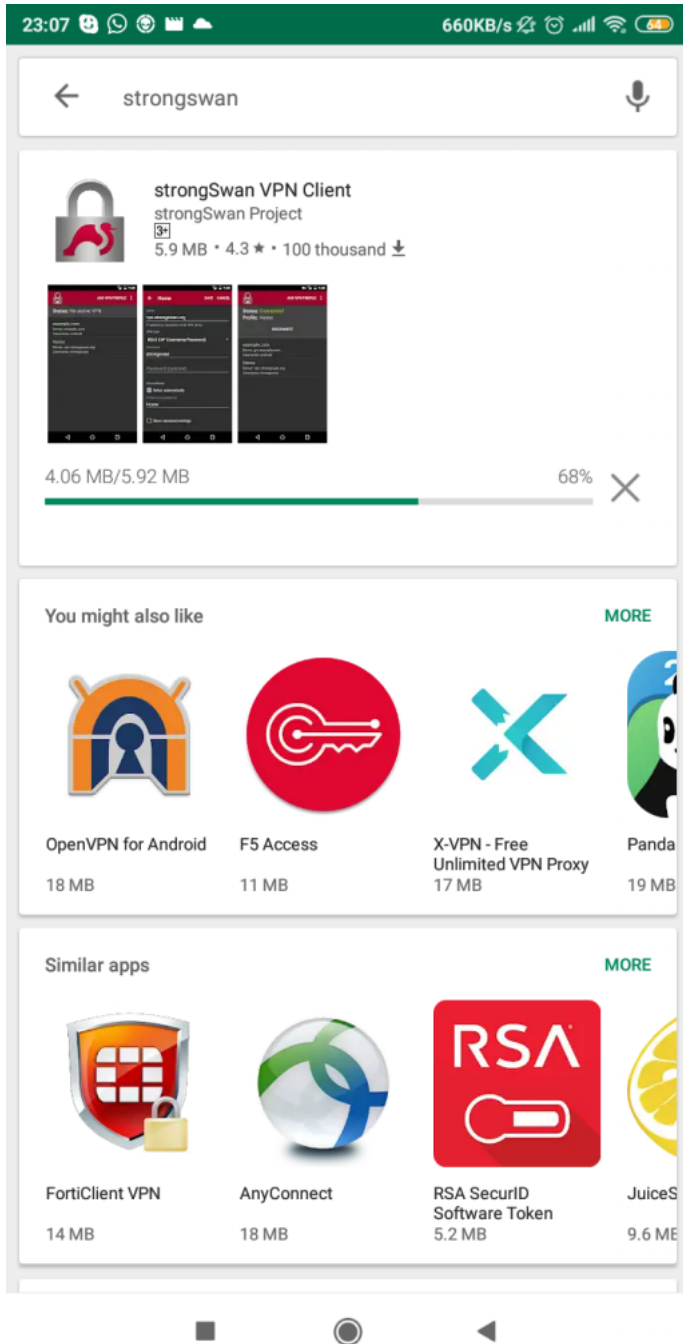 23:07 660KB/s 64
strongswan
strongSwan VPN Client
strongSwan Project
3+
5.9 MB • 4.3 ★ • 100 thousand
4.06 MB/5.92 MB 68%
You might also like MORE
OpenVPN for Android
18 MB
F5 Access
11 MB
X-VPN - Free
Unlimited VPN Proxy
17 MB
Panda
19 MB
Similar apps MORE
FortiClient VPN
14 MB
AnyConnect
18 MB
RSA
RSA SecurID
Software Token
5.2 MB
JuiceS
9.6 MB